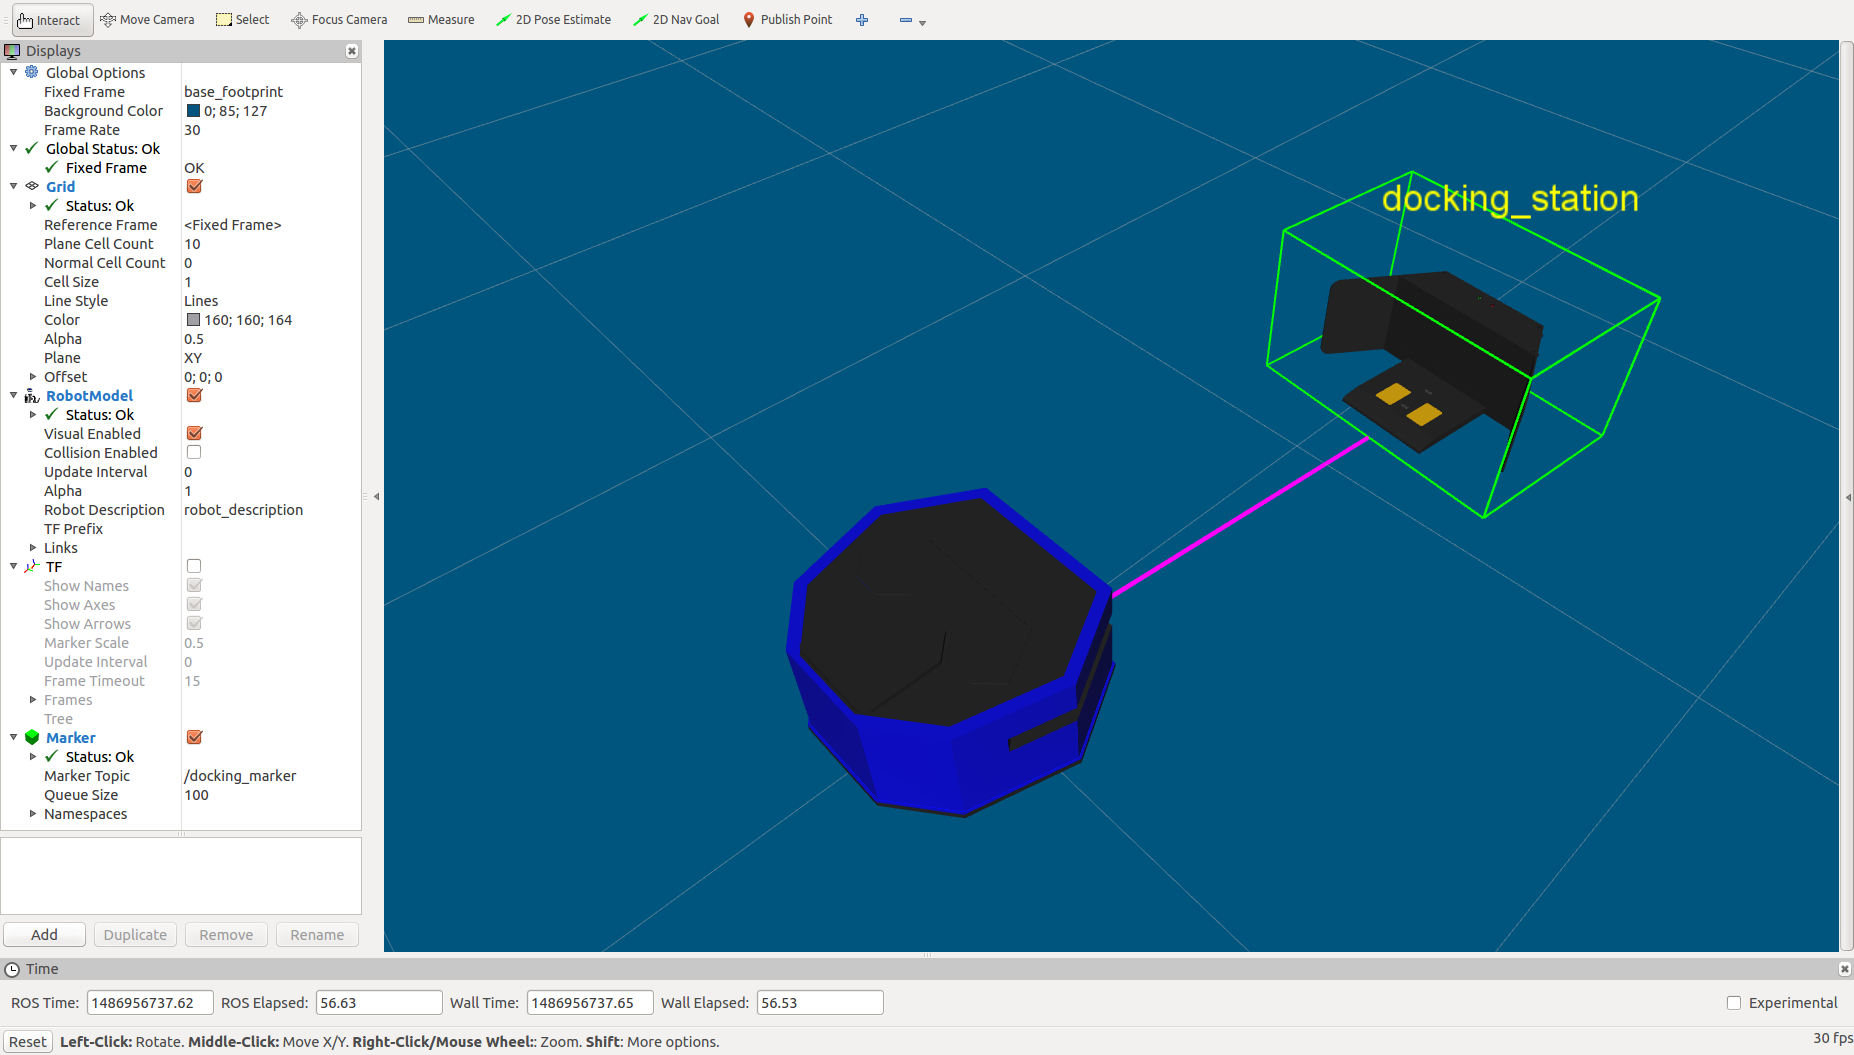 Interact Move Camera Select Focus Camera Measure 2D Pose Estimate 2D Nav Goal Publish Point
Displays
Global Options
Fixed Frame base_footprint
Background Color 0; 85; 127
Frame Rate 30
Global Status: Ok
Fixed Frame OK
Grid
Status: Ok
Reference Frame <Fixed Frame>
Plane Cell Count 10
Normal Cell Count 0
Cell Size 1
Line Style Lines
Color 160; 160; 164
Alpha 0.5
Plane XY
Offset 0; 0; 0
RobotModel
Status: Ok
Visual Enabled
Collision Enabled
Update Interval 0
Alpha 1
Robot Description robot_description
TF Prefix
Links
TF
Show Names
Show Axes
Show Arrows
Marker Scale 0.5
Update Interval 0
Frame Timeout 15
Frames
Tree
Marker
Status: Ok
Marker Topic /docking_marker
Queue Size 100
Namespaces
Add Duplicate Remove Rename
docking_station
Time
ROS Time: 1486956737.62 ROS Elapsed: 56.63 Wall Time: 1486956737.65 Wall Elapsed: 56.53 Experimental
Reset Left-Click: Rotate. Middle-Click: Move X/Y. Right-Click/Mouse Wheel:: Zoom. Shift: More options. 30 fps